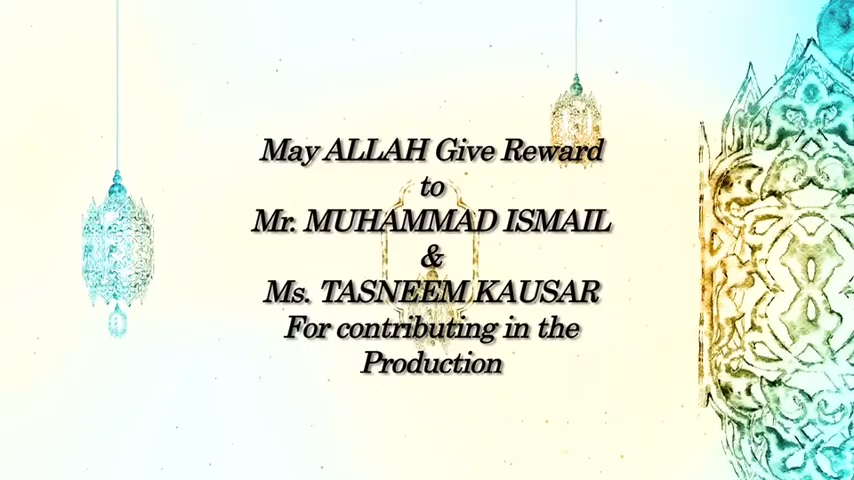 May ALLAH Give Reward
to
Mr. MUHAMMAD ISMAIL
&
Ms. TASNEEM KAUSAR
For contributing in the
Production